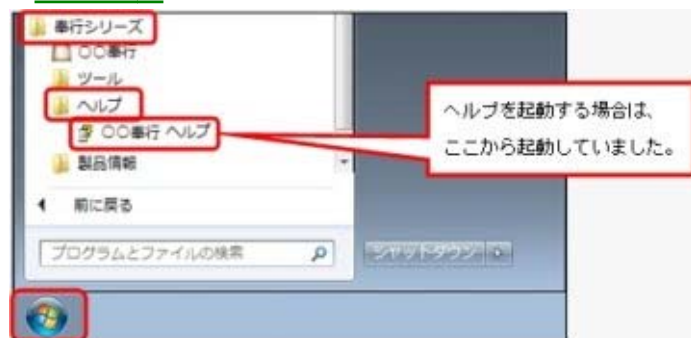 奉行シリーズ
〇〇奉行
ツール
ヘルプ
〇〇奉行 ヘルプ
製品情報
前に戻る
プログラムとファイルの検索
シャットダウン
ヘルプを起動する場合は、
ここから起動していました。